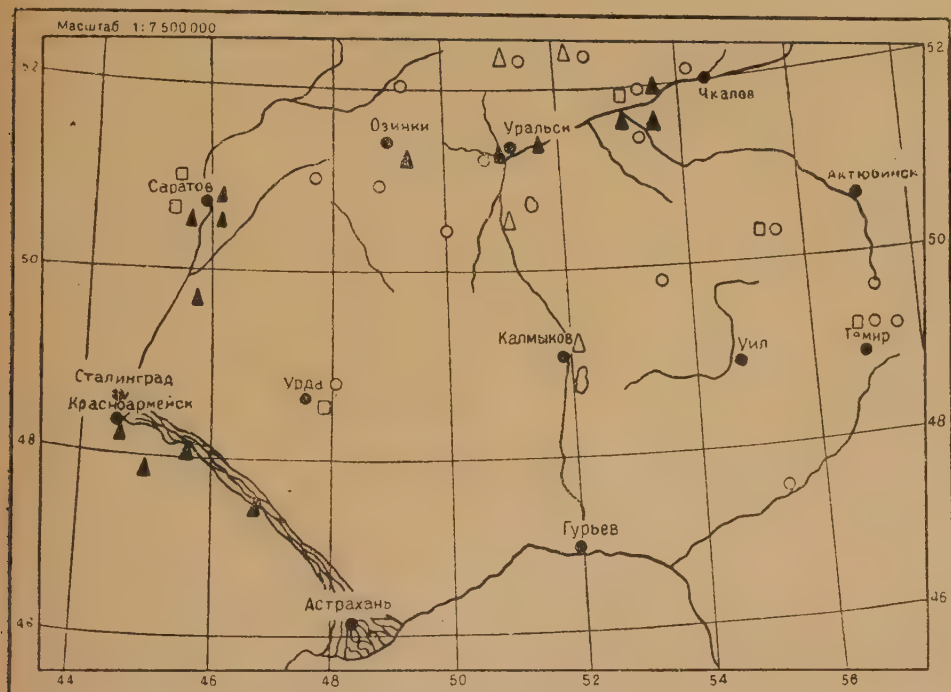 Масштаб 1:7 500 000
52
52
Чкалов
Озинки
Уральск
Саратов
Актюбинск
50
50
Калмыков
Уил
Темир
Сталинград
Урда
Красноармейск
48
48
Гурьев
Астрахань
46
46
44
46
48
50
52
54
56